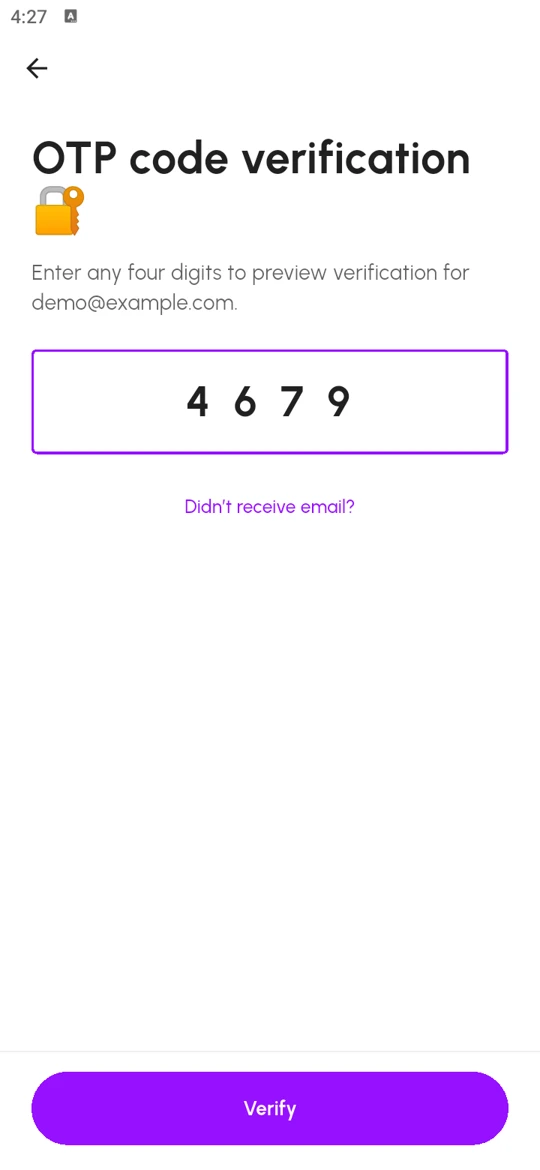 4:27 A
OTP code verification
🔐
Enter any four digits to preview verification for
demo@example.com.
4 6 7 9
Didn't receive email?
Verify